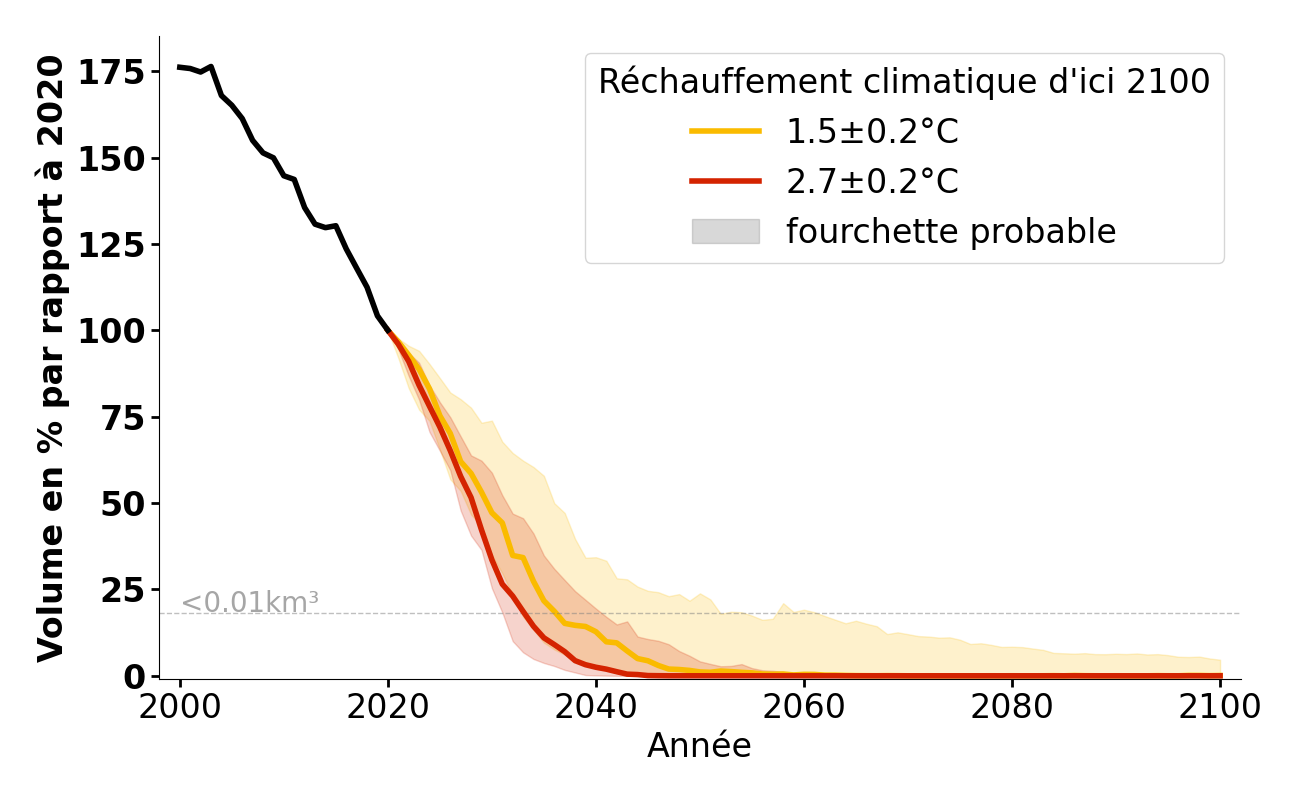 Volume en % par rapport à 2020
175
150
125
100
75
50
25
0
Réchauffement climatique d'ici 2100
1.5±0.2°C
2.7±0.2°C
fourchette probable
<0.01km³
2000 2020 2040 2060 2080 2100
Année